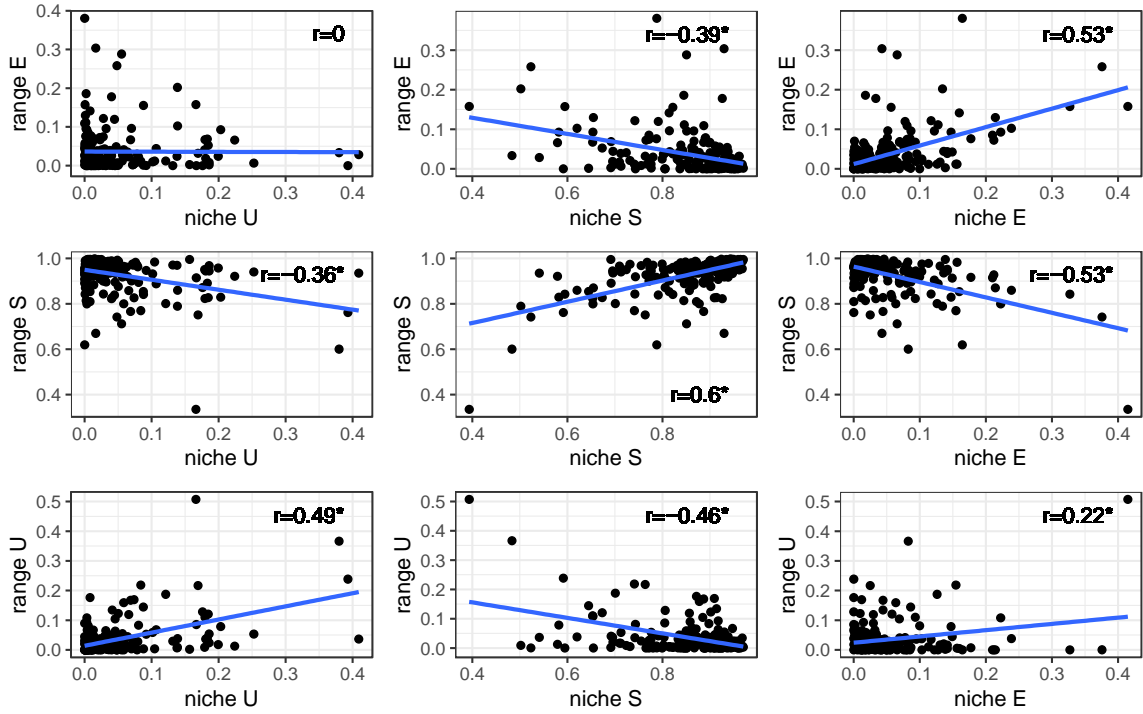 r=0
0.4
0.3
0.2
0.1
0.0
range E
0.0 0.1 0.2 0.3 0.4
niche U
r=−0.39*
0.3
0.2
0.1
0.0
range E
0.4 0.6 0.8
niche S
r=0.53*
0.3
0.2
0.1
0.0
range E
0.0 0.1 0.2 0.3 0.4
niche E
r=−0.36*
1.0
0.8
0.6
0.4
range S
0.0 0.1 0.2 0.3 0.4
niche U
r=0.6*
1.0
0.8
0.6
0.4
range S
0.4 0.6 0.8
niche S
r=−0.53*
1.0
0.8
0.6
0.4
range S
0.0 0.1 0.2 0.3 0.4
niche E
r=0.49*
0.5
0.4
0.3
0.2
0.1
0.0
range U
0.0 0.1 0.2 0.3 0.4
niche U
r=−0.46*
0.5
0.4
0.3
0.2
0.1
0.0
range U
0.4 0.6 0.8
niche S
r=0.22*
0.5
0.4
0.3
0.2
0.1
0.0
range U
0.0 0.1 0.2 0.3 0.4
niche E